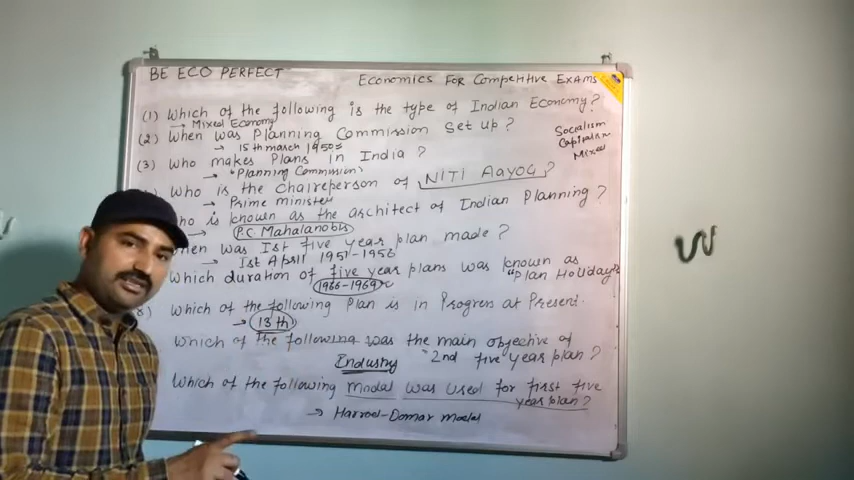 BE ECO PERFECT
ECONOMICS FOR COMPETITIVE EXAMS
(1) Which of the following is the type of Indian Economy?
→ Mixed Economy
(2) When was Planning Commission set up?
→ 15th march 1950s
Socialism
Capitalism
Mixed
(3) Who makes Plans in India?
→ "Planning Commission)
Who is the Chaireperson of NITI AAYOG?
→ Prime minister
who is known as the architect of Indian Planning?
→ P.C Mahalanobis
when was Ist five year plan made?
→ Ist April 1951-1956
Which duration of five year plans was known as
1966-1969 "Plan Holiday"
Which of the following Plan is in Progress at Present.
→ 13th
Which of the following was the main objective of
2nd five year plan?
Industry
Which of the following modal was used for first five
year plan?
→ Harrod-Domar model